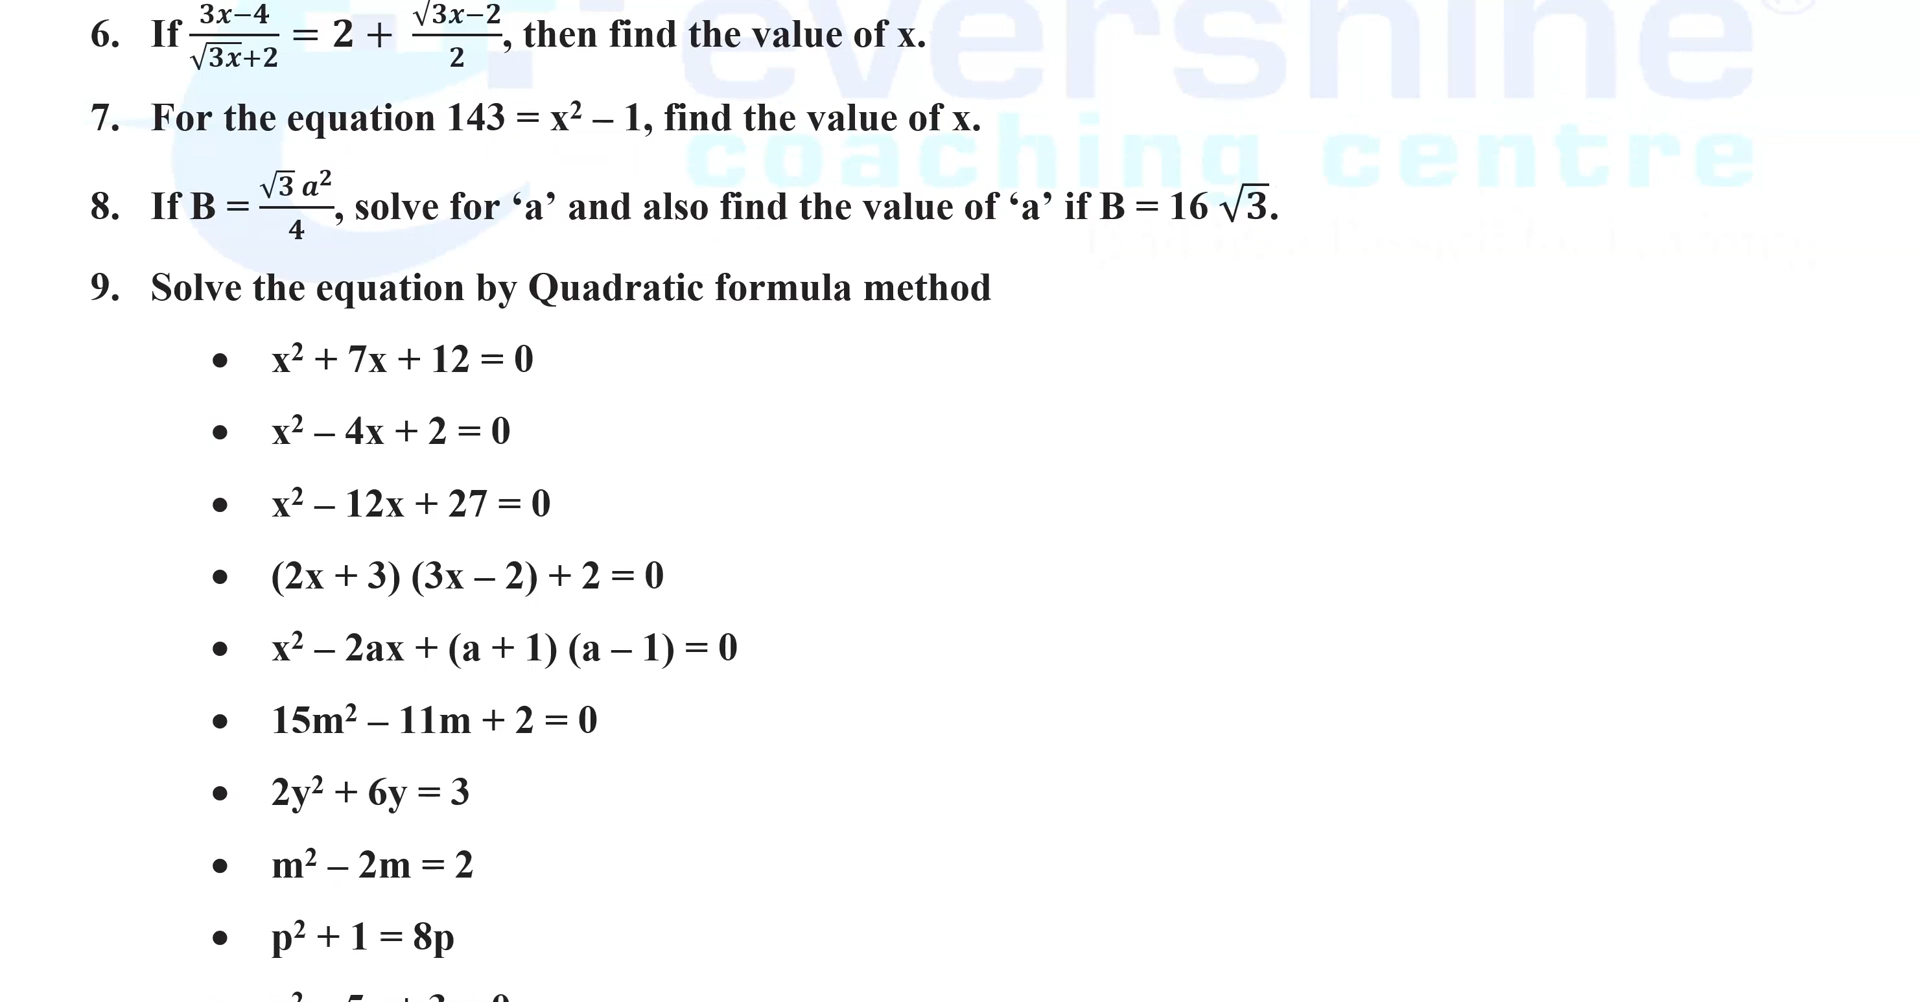 6. If (3x−4)/(√3x+2) = 2 + (√3x−2)/2, then find the value of x.
7. For the equation 143 = x² – 1, find the value of x.
8. If B = (√3 a²)/4, solve for ‘a’ and also find the value of ‘a’ if B = 16 √3.
9. Solve the equation by Quadratic formula method
• x² + 7x + 12 = 0
• x² – 4x + 2 = 0
• x² – 12x + 27 = 0
• (2x + 3) (3x – 2) + 2 = 0
• x² – 2ax + (a + 1) (a – 1) = 0
• 15m² – 11m + 2 = 0
• 2y² + 6y = 3
• m² – 2m = 2
• p² + 1 = 8p
evershine
coaching centre